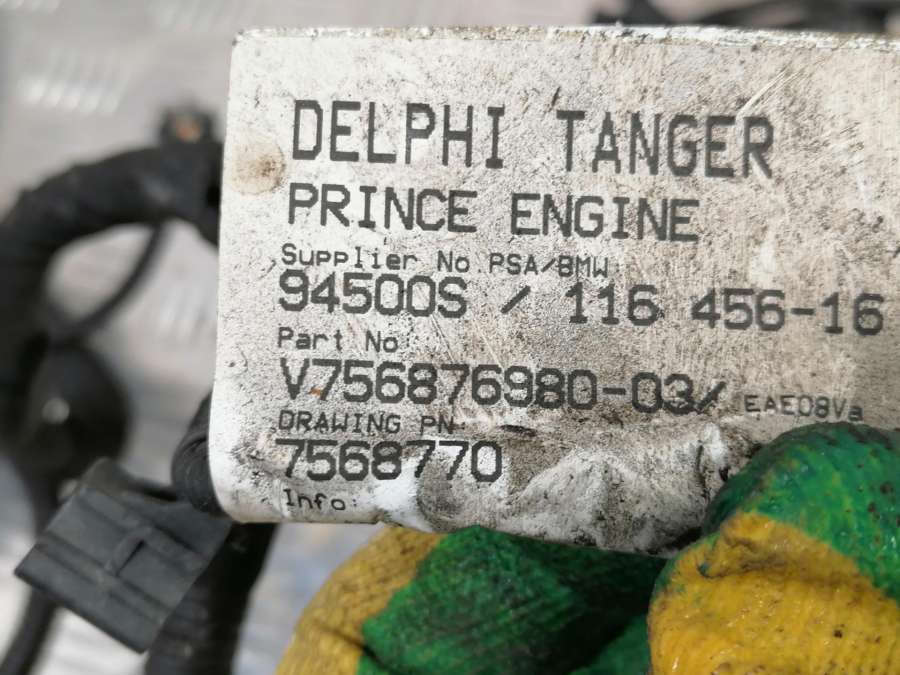 DELPHI TANGER
PRINCE ENGINE
Supplier No PSA/BMW:
94500S / 116 456-16
Part No:
V756876980-03/ EAE08Va
DRAWING PN:
7568770
Info: